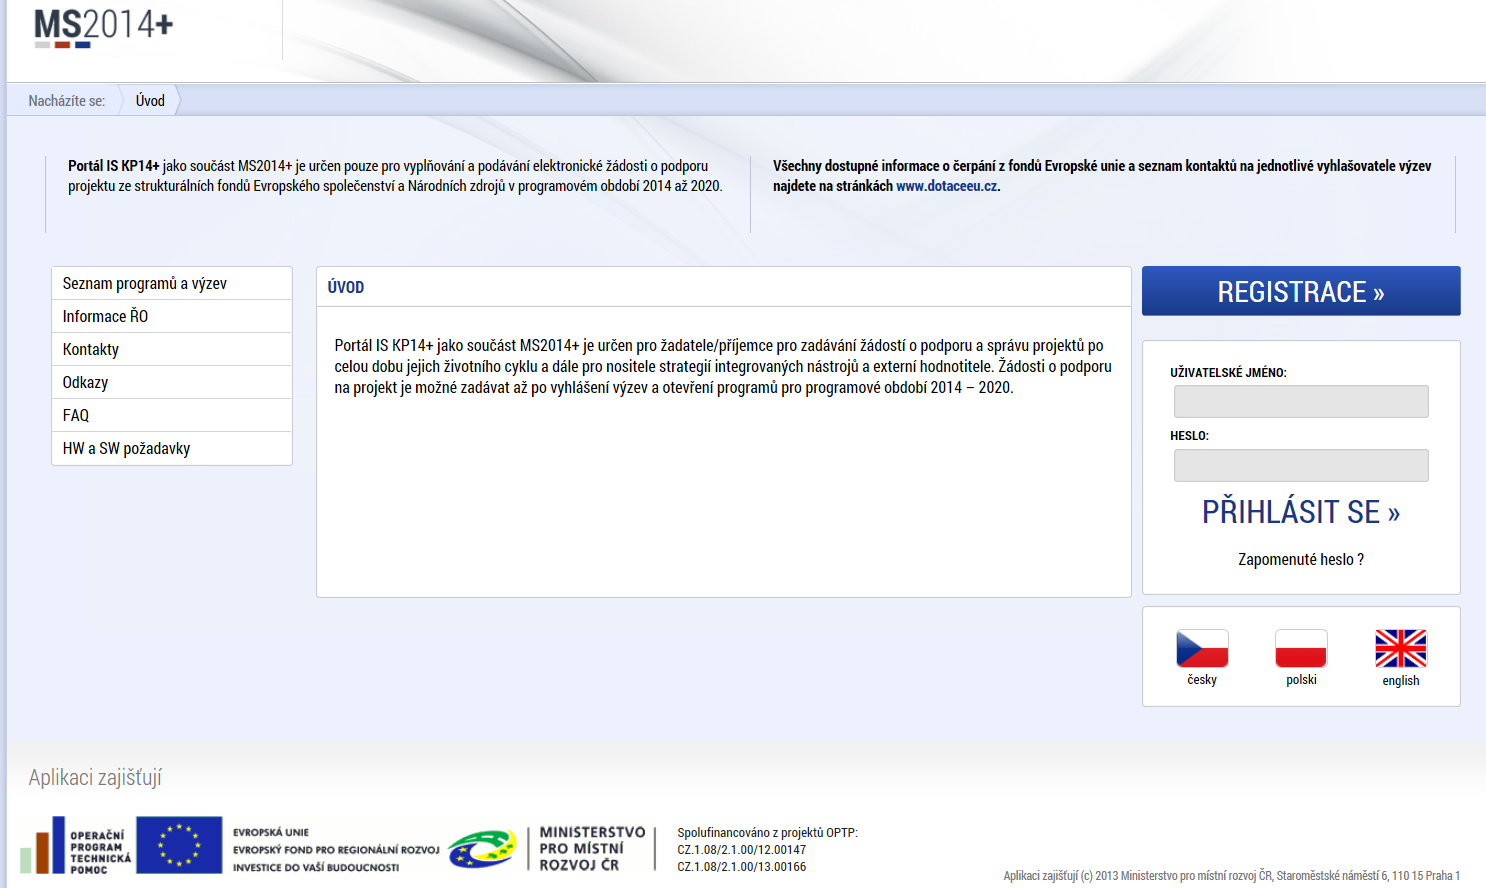 MS2014+
Nacházíte se:
Úvod
Portál IS KP14+ jako součást MS2014+ je určen pouze pro vyplňování a podávání elektronické žádosti o podporu
projektu ze strukturálních fondů Evropského společenství a Národních zdrojů v programovém období 2014 až 2020.
Všechny dostupné informace o čerpání z fondů Evropské unie a seznam kontaktů na jednotlivé vyhlašovatele výzev
najdete na stránkách www.dotaceeu.cz.
Seznam programů a výzev
Informace ŘO
Kontakty
Odkazy
FAQ
HW a SW požadavky
ÚVOD
Portál IS KP14+ jako součást MS2014+ je určen pro žadatele/příjemce pro zadávání žádostí o podporu a správu projektů po
celou dobu jejich životního cyklu a dále pro nositele strategií integrovaných nástrojů a externí hodnotitele. Žádosti o podporu
na projekt je možné zadávat až po vyhlášení výzev a otevření programů pro programové období 2014 – 2020.
REGISTRACE »
UŽIVATELSKÉ JMÉNO:
HESLO:
PŘIHLÁSIT SE »
Zapomenuté heslo ?
česky
polski
english
Aplikaci zajišťují
OPERAČNÍ
PROGRAM
TECHNICKÁ
POMOC
EVROPSKÁ UNIE
EVROPSKÝ FOND PRO REGIONÁLNÍ ROZVOJ
INVESTICE DO VAŠÍ BUDOUCNOSTI
MINISTERSTVO
PRO MÍSTNÍ
ROZVOJ ČR
Spolufinancováno z projektů OPTP:
CZ.1.08/2.1.00/12.00147
CZ.1.08/2.1.00/13.00166
Aplikaci zajišťují (c) 2013 Ministerstvo pro místní rozvoj ČR, Staroměstské náměstí 6, 110 15 Praha 1